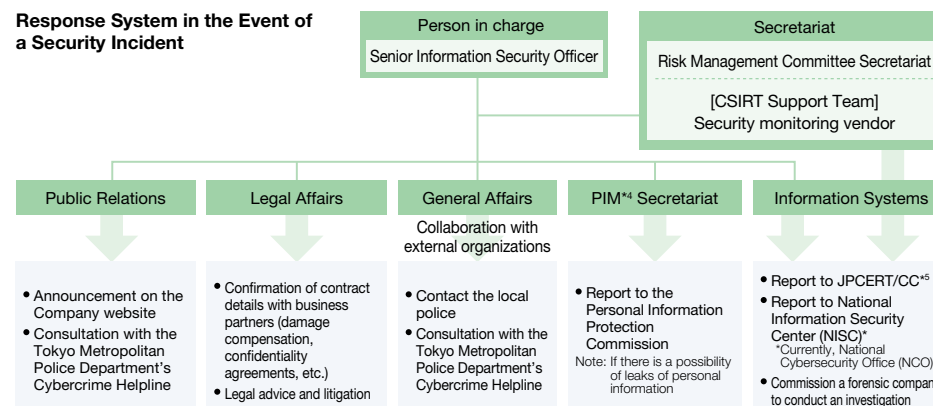 Response System in the Event of
a Security Incident
Person in charge
Senior Information Security Officer
Secretariat
Risk Management Committee Secretariat
[CSIRT Support Team]
Security monitoring vendor
Public Relations
Legal Affairs
General Affairs
PIM*4 Secretariat
Information Systems
Collaboration with
external organizations
• Announcement on the
Company website
• Consultation with the
Tokyo Metropolitan
Police Department's
Cybercrime Helpline
• Confirmation of contract
details with business
partners (damage
compensation,
confidentiality
agreements, etc.)
• Legal advice and litigation
• Contact the local
police
• Consultation with the
Tokyo Metropolitan
Police Department's
Cybercrime Helpline
• Report to the
Personal Information
Protection
Commission
Note: If there is a possibility
of leaks of personal
information
• Report to JPCERT/CC*5
• Report to National
Information Security
Center (NISC)*
*Currently, National
Cybersecurity Office (NCO)
• Commission a forensic compan
to conduct an investigation